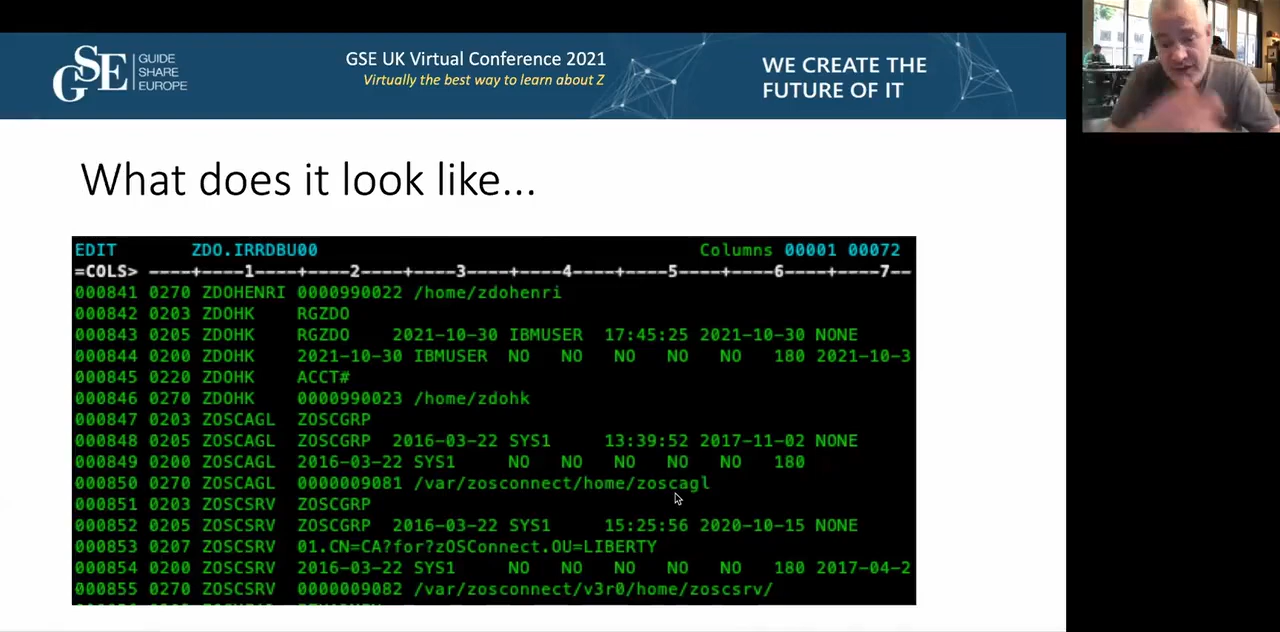 GSE GUIDE
SHARE
EUROPE
GSE UK Virtual Conference 2021
Virtually the best way to learn about Z
WE CREATE THE
FUTURE OF IT
What does it look like...
EDIT ZDO.IRRDBU00 Columns 00001 00072
=COLS> ----+----1----+----2----+----3----+----4----+----5----+----6----+----7--
000841 0270 ZDOHENRI 0000990022 /home/zdohenri
000842 0203 ZDOHK RGZDO
000843 0205 ZDOHK RGZDO 2021-10-30 IBMUSER 17:45:25 2021-10-30 NONE
000844 0200 ZDOHK 2021-10-30 IBMUSER NO NO NO NO NO 180 2021-10-3
000845 0220 ZDOHK ACCT#
000846 0270 ZDOHK 0000990023 /home/zdohk
000847 0203 ZOSCAGL ZOSCGRP
000848 0205 ZOSCAGL ZOSCGRP 2016-03-22 SYS1 13:39:52 2017-11-02 NONE
000849 0200 ZOSCAGL 2016-03-22 SYS1 NO NO NO NO NO 180
000850 0270 ZOSCAGL 0000009081 /var/zosconnect/home/zoscagl
000851 0203 ZOSCSRV ZOSCGRP
000852 0205 ZOSCSRV ZOSCGRP 2016-03-22 SYS1 15:25:56 2020-10-15 NONE
000853 0207 ZOSCSRV 01.CN=CA?for?zOSConnect.OU=LIBERTY
000854 0200 ZOSCSRV 2016-03-22 SYS1 NO NO NO NO NO 180 2017-04-2
000855 0270 ZOSCSRV 0000009082 /var/zosconnect/v3r0/home/zoscsrv/